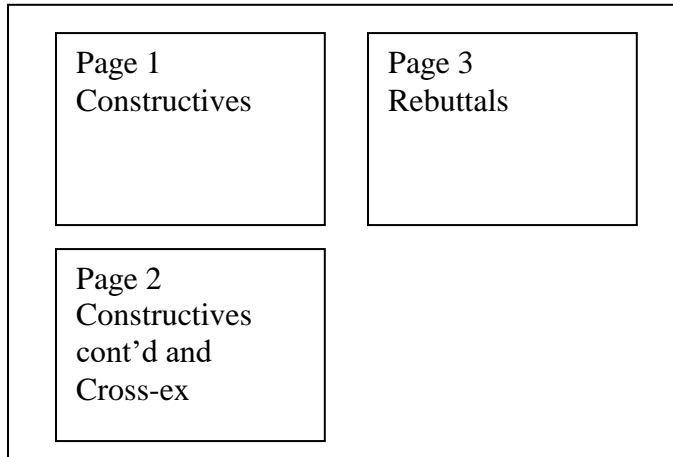 Page 1
Constructives
Page 2
Constructives
cont’d and
Cross-ex
Page 3
Rebuttals